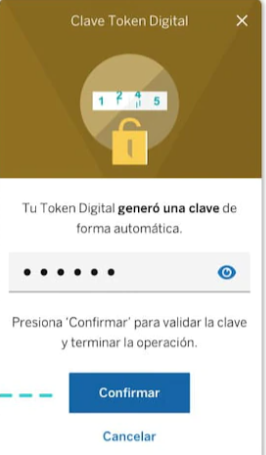 Clave Token Digital
1 2 4 5
Tu Token Digital generó una clave de
forma automática.
Presiona 'Confirmar' para validar la clave
y terminar la operación.
Confirmar
Cancelar